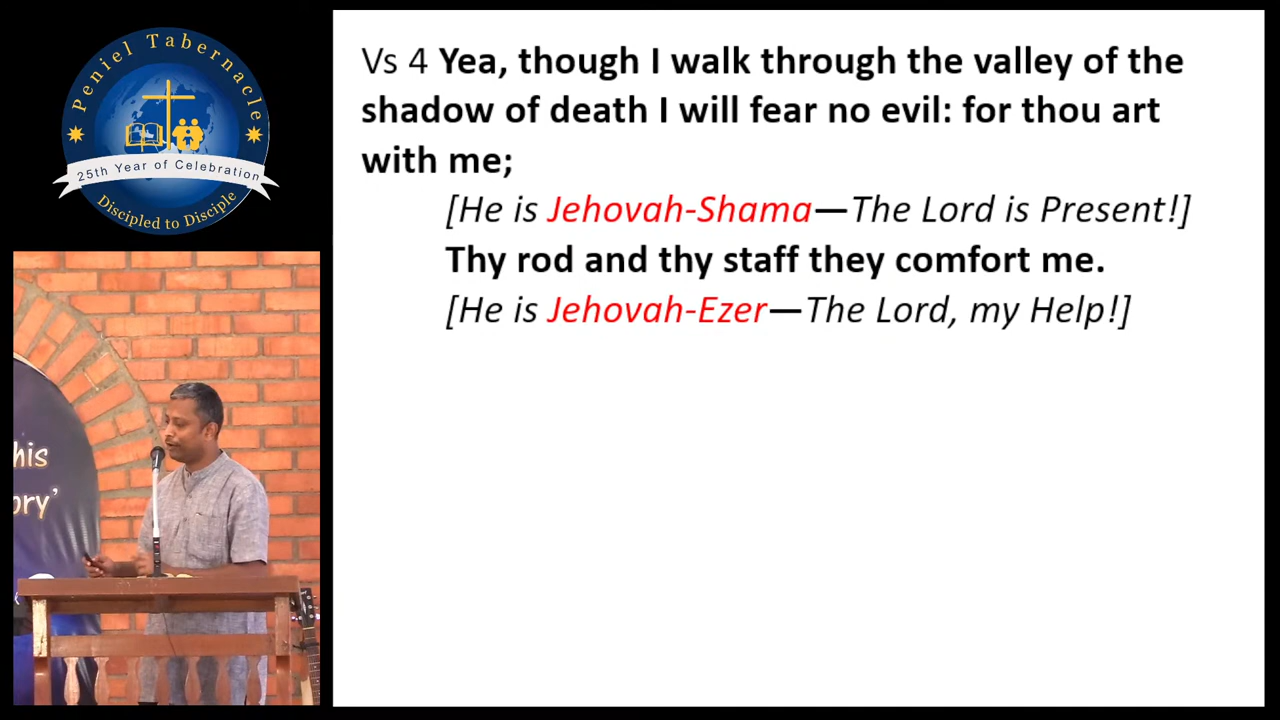 Peniel Tabernacle
25th Year of Celebration
Discipled to Disciple
Vs 4 Yea, though I walk through the valley of the
shadow of death I will fear no evil: for thou art
with me;
[He is Jehovah-Shama—The Lord is Present!]
Thy rod and thy staff they comfort me.
[He is Jehovah-Ezer—The Lord, my Help!]
his
ory’